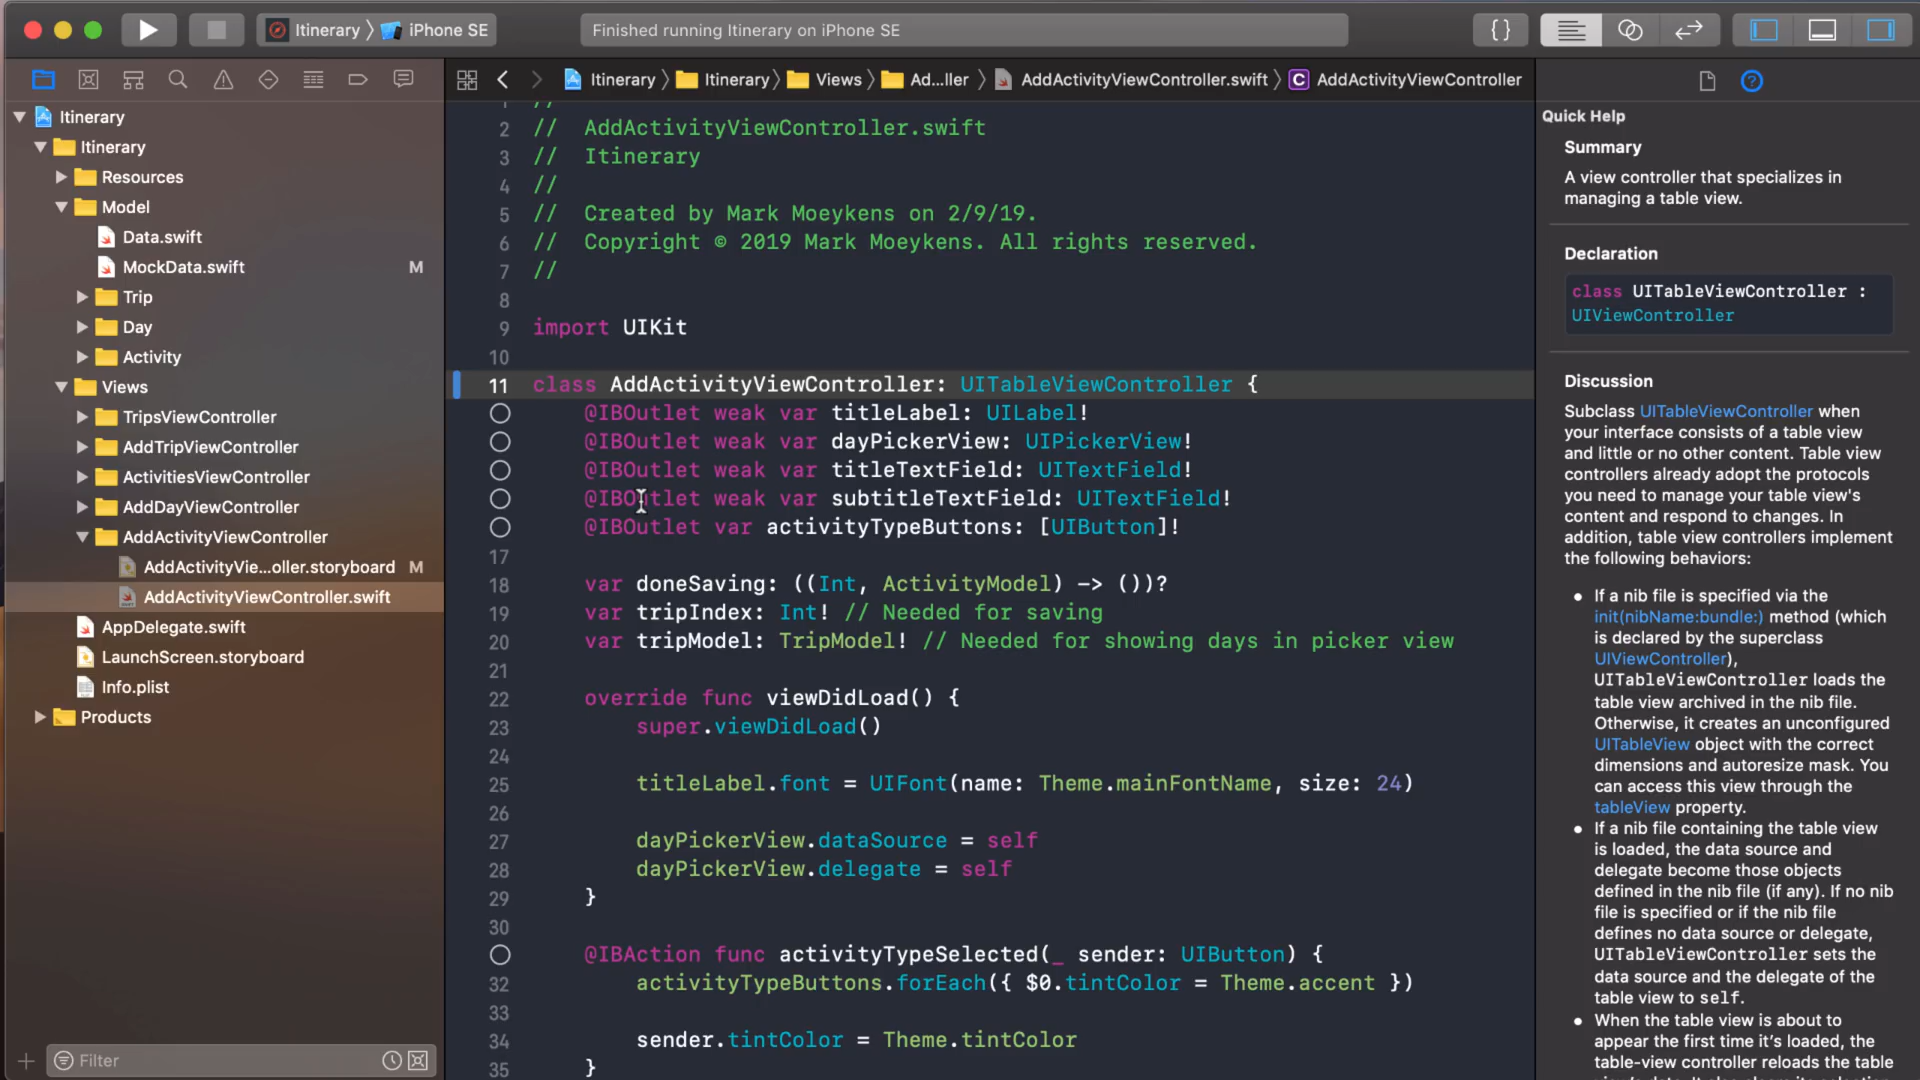 Itinerary 〉 iPhone SE
Finished running Itinerary on iPhone SE
{}
Itinerary 〉 Itinerary 〉 Views 〉 Ad...ller 〉 AddActivityViewController.swift 〉 C AddActivityViewController
Itinerary
Itinerary
Resources
Model
Data.swift
MockData.swift M
Trip
Day
Activity
Views
TripsViewController
AddTripViewController
ActivitiesViewController
AddDayViewController
AddActivityViewController
AddActivityVie...oller.storyboard M
AddActivityViewController.swift
AppDelegate.swift
LaunchScreen.storyboard
Info.plist
Products
Filter
1 //
2 // AddActivityViewController.swift
3 // Itinerary
4 //
5 // Created by Mark Moeykens on 2/9/19.
6 // Copyright © 2019 Mark Moeykens. All rights reserved.
7 //
8
9 import UIKit
10
11 class AddActivityViewController: UITableViewController {
@IBOutlet weak var titleLabel: UILabel!
@IBOutlet weak var dayPickerView: UIPickerView!
@IBOutlet weak var titleTextField: UITextField!
@IBOutlet weak var subtitleTextField: UITextField!
@IBOutlet var activityTypeButtons: [UIButton]!
17
18 var doneSaving: ((Int, ActivityModel) -> ())?
19 var tripIndex: Int! // Needed for saving
20 var tripModel: TripModel! // Needed for showing days in picker view
21
22 override func viewDidLoad() {
23 super.viewDidLoad()
24
25 titleLabel.font = UIFont(name: Theme.mainFontName, size: 24)
26
27 dayPickerView.dataSource = self
28 dayPickerView.delegate = self
29 }
30
@IBAction func activityTypeSelected(_ sender: UIButton) {
32 activityTypeButtons.forEach({ $0.tintColor = Theme.accent })
33
34 sender.tintColor = Theme.tintColor
35 }
Quick Help
Summary
A view controller that specializes in
managing a table view.
Declaration
class UITableViewController :
UIViewController
Discussion
Subclass UITableViewController when
your interface consists of a table view
and little or no other content. Table view
controllers already adopt the protocols
you need to manage your table view's
content and respond to changes. In
addition, table view controllers implement
the following behaviors:
• If a nib file is specified via the
init(nibName:bundle:) method (which
is declared by the superclass
UIViewController),
UITableViewController loads the
table view archived in the nib file.
Otherwise, it creates an unconfigured
UITableView object with the correct
dimensions and autoresize mask. You
can access this view through the
tableView property.
• If a nib file containing the table view
is loaded, the data source and
delegate become those objects
defined in the nib file (if any). If no nib
file is specified or if the nib file
defines no data source or delegate,
UITableViewController sets the
data source and the delegate of the
table view to self.
• When the table view is about to
appear the first time it's loaded, the
table-view controller reloads the table